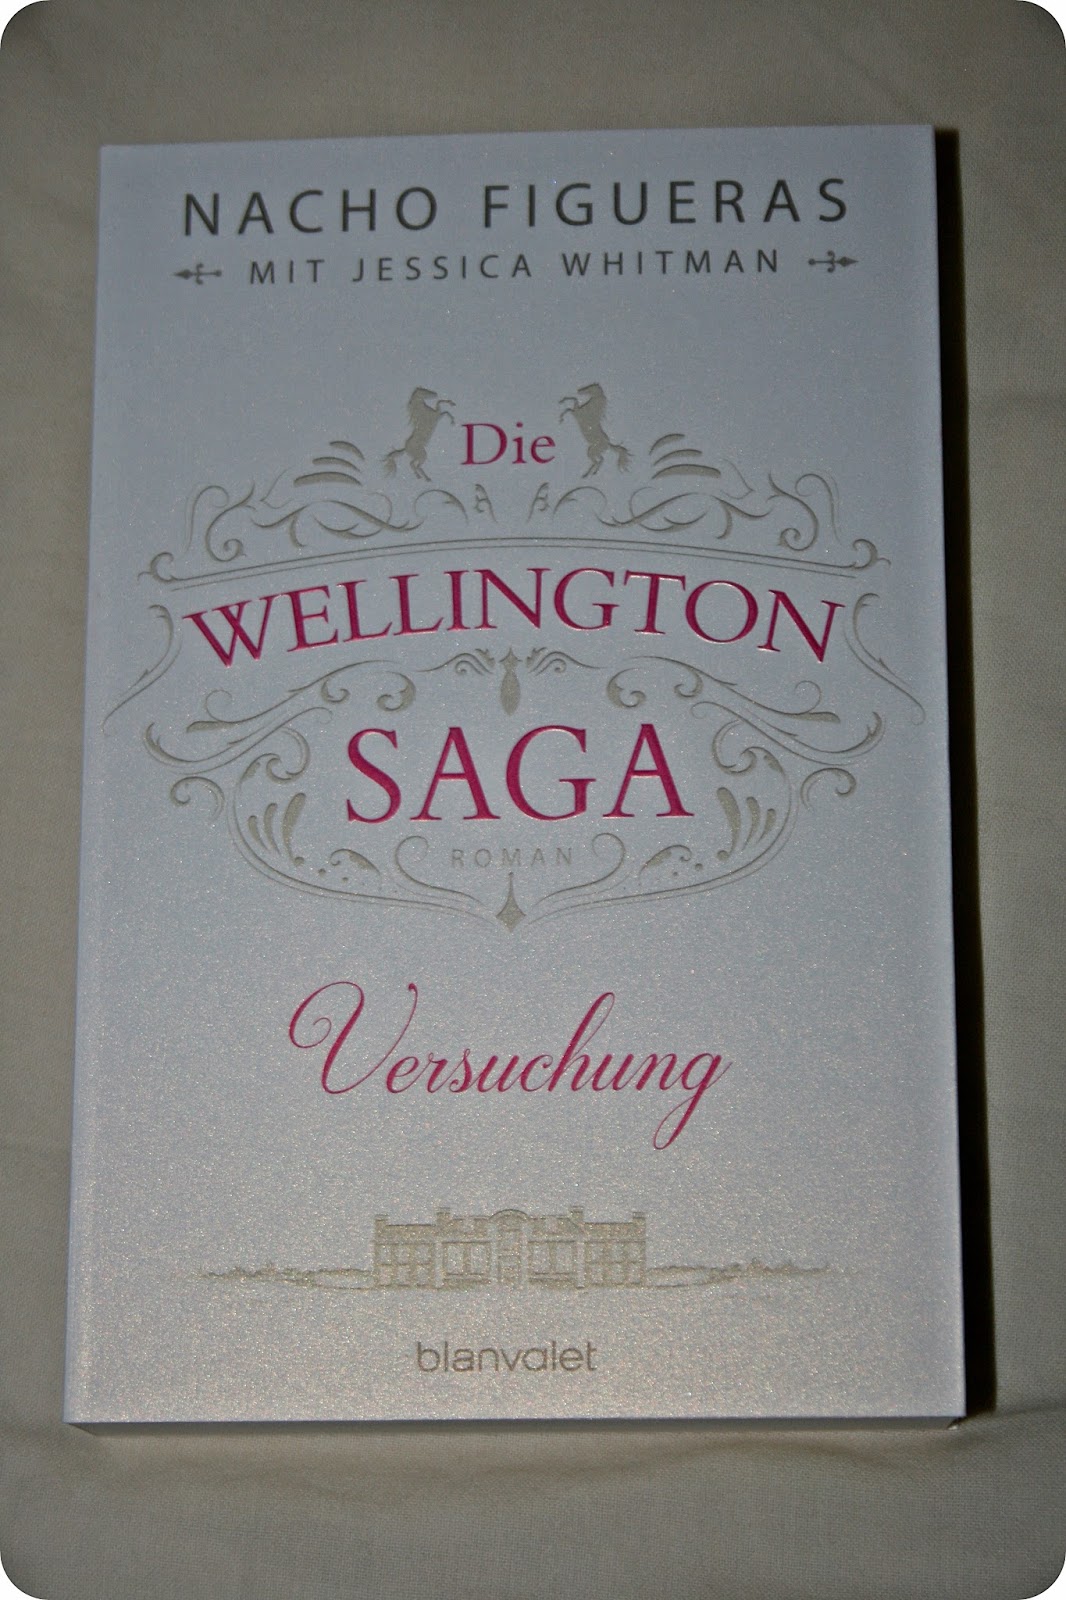 NACHO FIGUERAS
MIT JESSICA WHITMAN
Die
WELLINGTON
SAGA
ROMAN
Versuchung
blanvalet